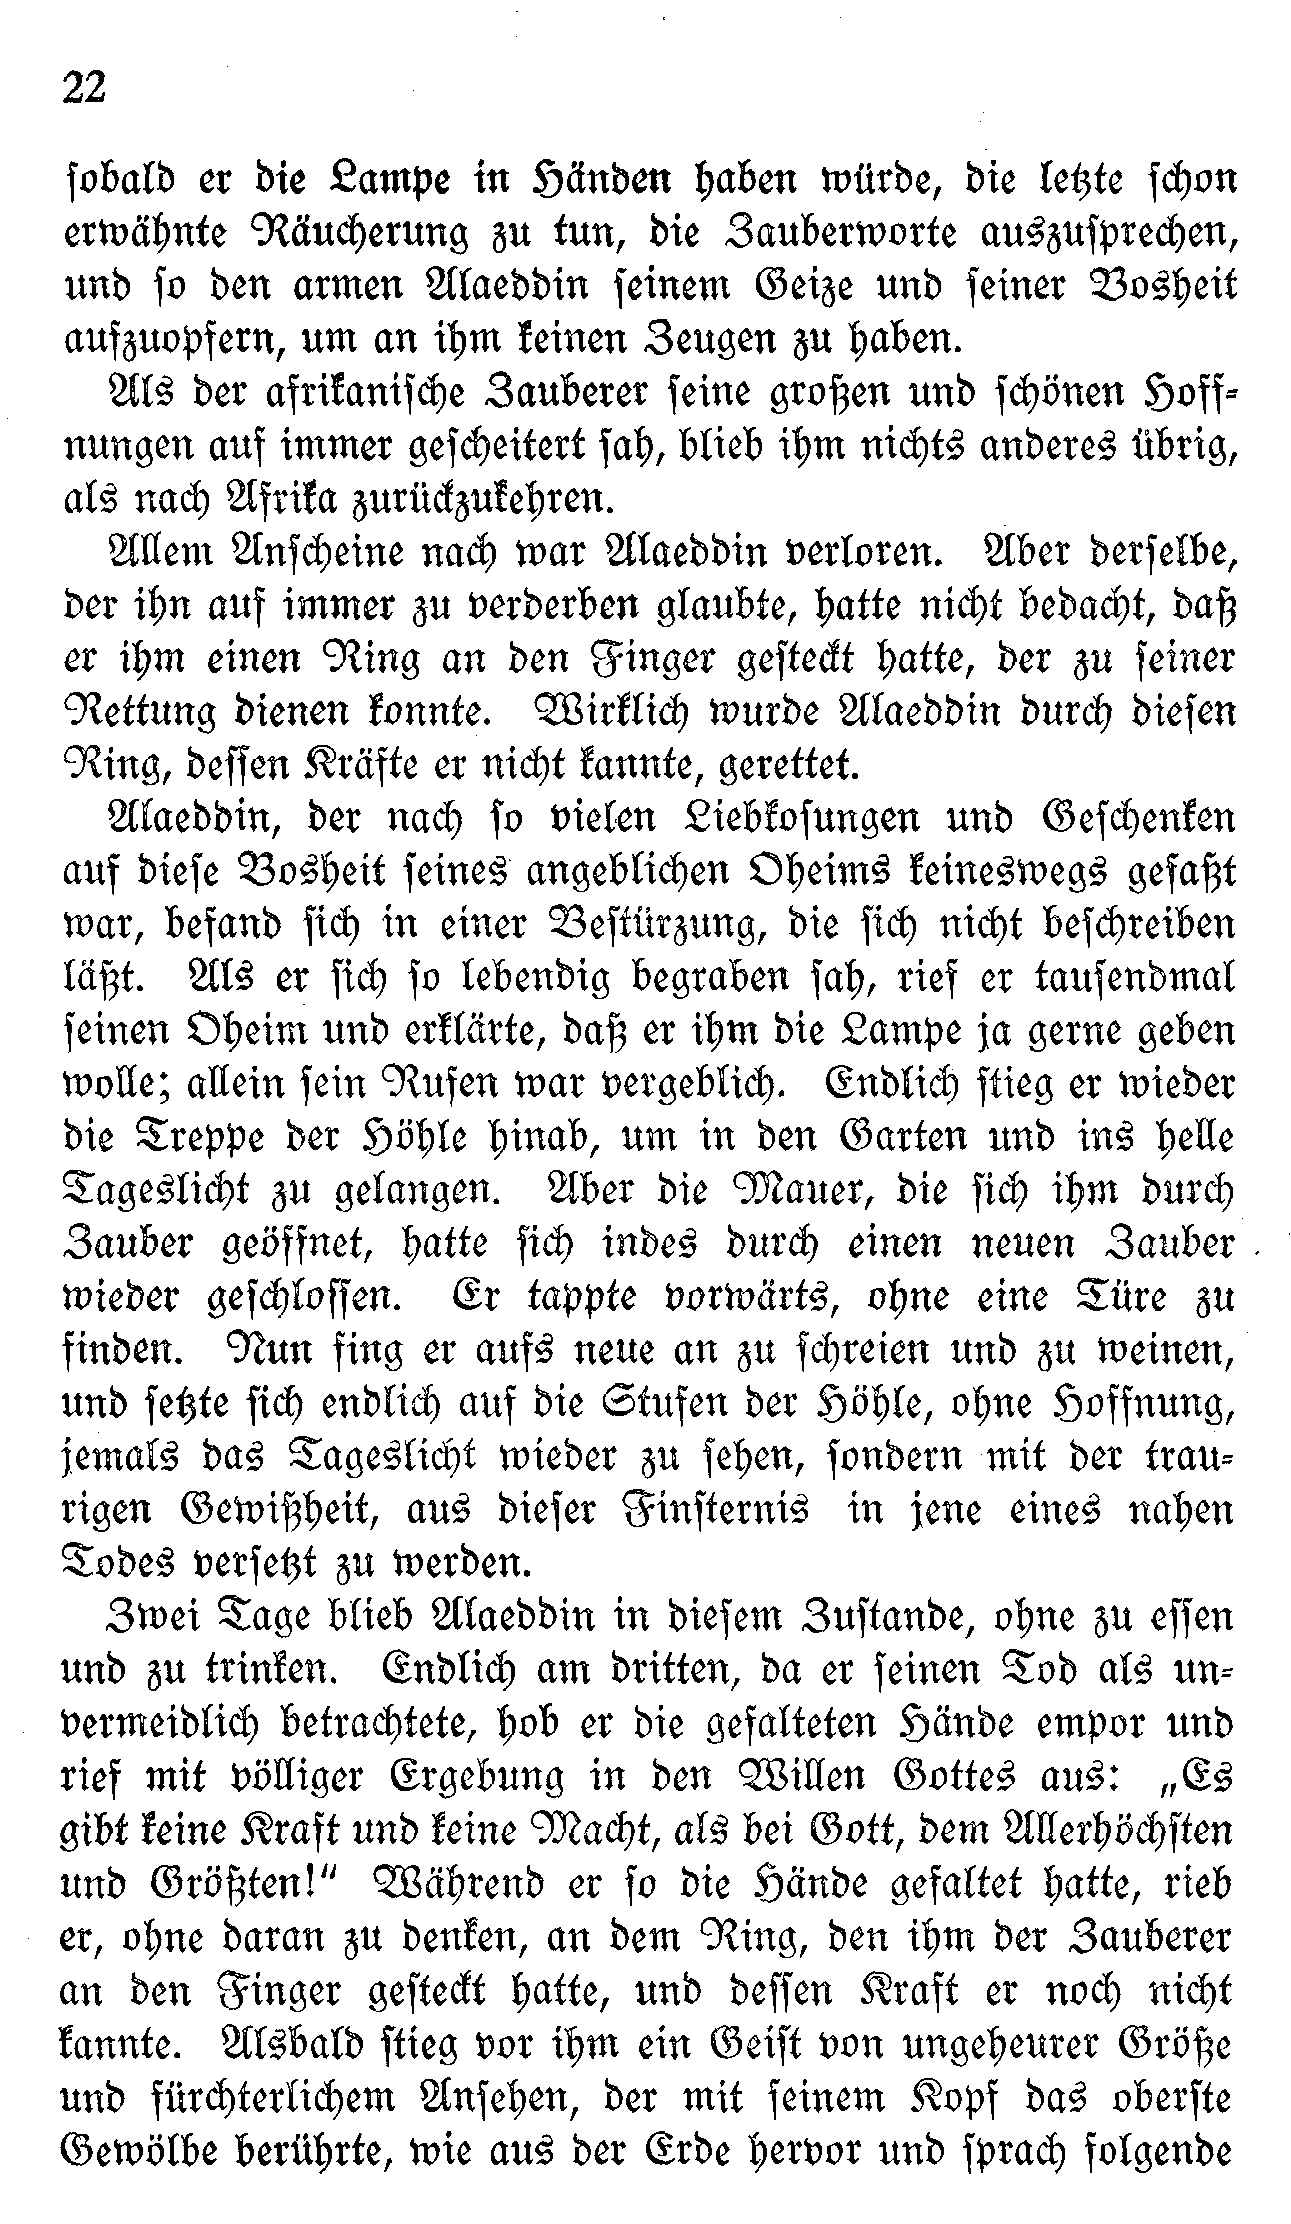 22
sobald er die Lampe in Händen haben würde, die letzte schon
erwähnte Räucherung zu tun, die Zauberworte auszusprechen,
und so den armen Alaeddin seinem Geize und seiner Bosheit
aufzuopfern, um an ihm keinen Zeugen zu haben.
Als der afrikanische Zauberer seine großen und schönen Hoff-
nungen auf immer gescheitert sah, blieb ihm nichts anderes übrig,
als nach Afrika zurückzukehren.
Allem Anscheine nach war Alaeddin verloren. Aber derselbe,
der ihn auf immer zu verderben glaubte, hatte nicht bedacht, daß
er ihm einen Ring an den Finger gesteckt hatte, der zu seiner
Rettung dienen konnte. Wirklich wurde Alaeddin durch diesen
Ring, dessen Kräfte er nicht kannte, gerettet.
Alaeddin, der nach so vielen Liebkosungen und Geschenken
auf diese Bosheit seines angeblichen Oheims keineswegs gefaßt
war, befand sich in einer Bestürzung, die sich nicht beschreiben
läßt. Als er sich so lebendig begraben sah, rief er tausendmal
seinen Oheim und erklärte, daß er ihm die Lampe ja gerne geben
wolle; allein sein Rufen war vergeblich. Endlich stieg er wieder
die Treppe der Höhle hinab, um in den Garten und ins helle
Tageslicht zu gelangen. Aber die Mauer, die sich ihm durch
Zauber geöffnet, hatte sich indes durch einen neuen Zauber
wieder geschlossen. Er tappte vorwärts, ohne eine Türe zu
finden. Nun fing er aufs neue an zu schreien und zu weinen,
und setzte sich endlich auf die Stufen der Höhle, ohne Hoffnung,
jemals das Tageslicht wieder zu sehen, sondern mit der trau-
rigen Gewißheit, aus dieser Finsternis in jene eines nahen
Todes versetzt zu werden.
Zwei Tage blieb Alaeddin in diesem Zustande, ohne zu essen
und zu trinken. Endlich am dritten, da er seinen Tod als un-
vermeidlich betrachtete, hob er die gefalteten Hände empor und
rief mit völliger Ergebung in den Willen Gottes aus: „Es
gibt keine Kraft und keine Macht, als bei Gott, dem Allerhöchsten
und Größten!“ Während er so die Hände gefaltet hatte, rieb
er, ohne daran zu denken, an dem Ring, den ihm der Zauberer
an den Finger gesteckt hatte, und dessen Kraft er noch nicht
kannte. Alsbald stieg vor ihm ein Geist von ungeheurer Größe
und fürchterlichem Ansehen, der mit seinem Kopf das oberste
Gewölbe berührte, wie aus der Erde hervor und sprach folgende